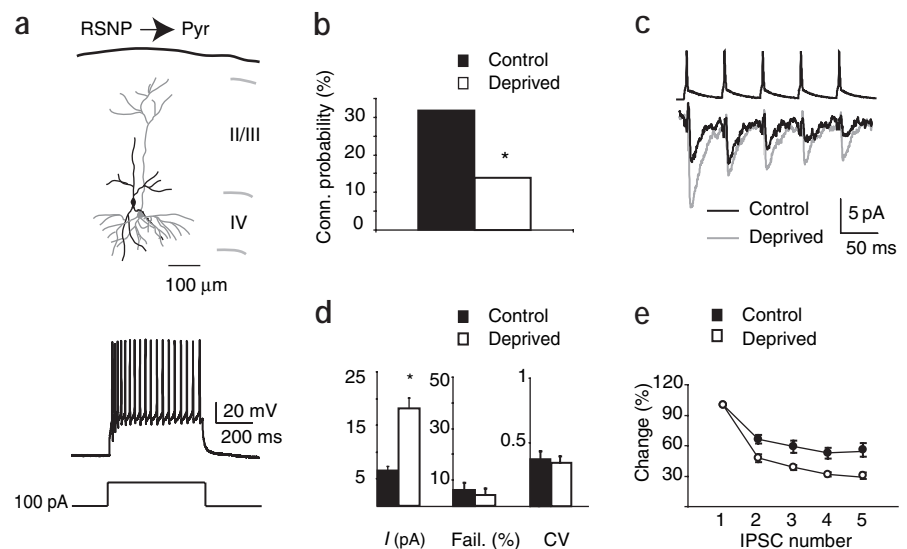 a
RSNP Pyr
II/III
IV
100 μm
20 mV
200 ms
100 pA
b
Control
Deprived
Conn. probability (%)
30
20
10
0
*
c
Control
Deprived
5 pA
50 ms
d
Control
Deprived
25
15
5
*
I (pA)
50
30
10
Fail. (%)
1
0.5
CV
e
Control
Deprived
Change (%)
120
90
60
30
1 2 3 4 5
IPSC number